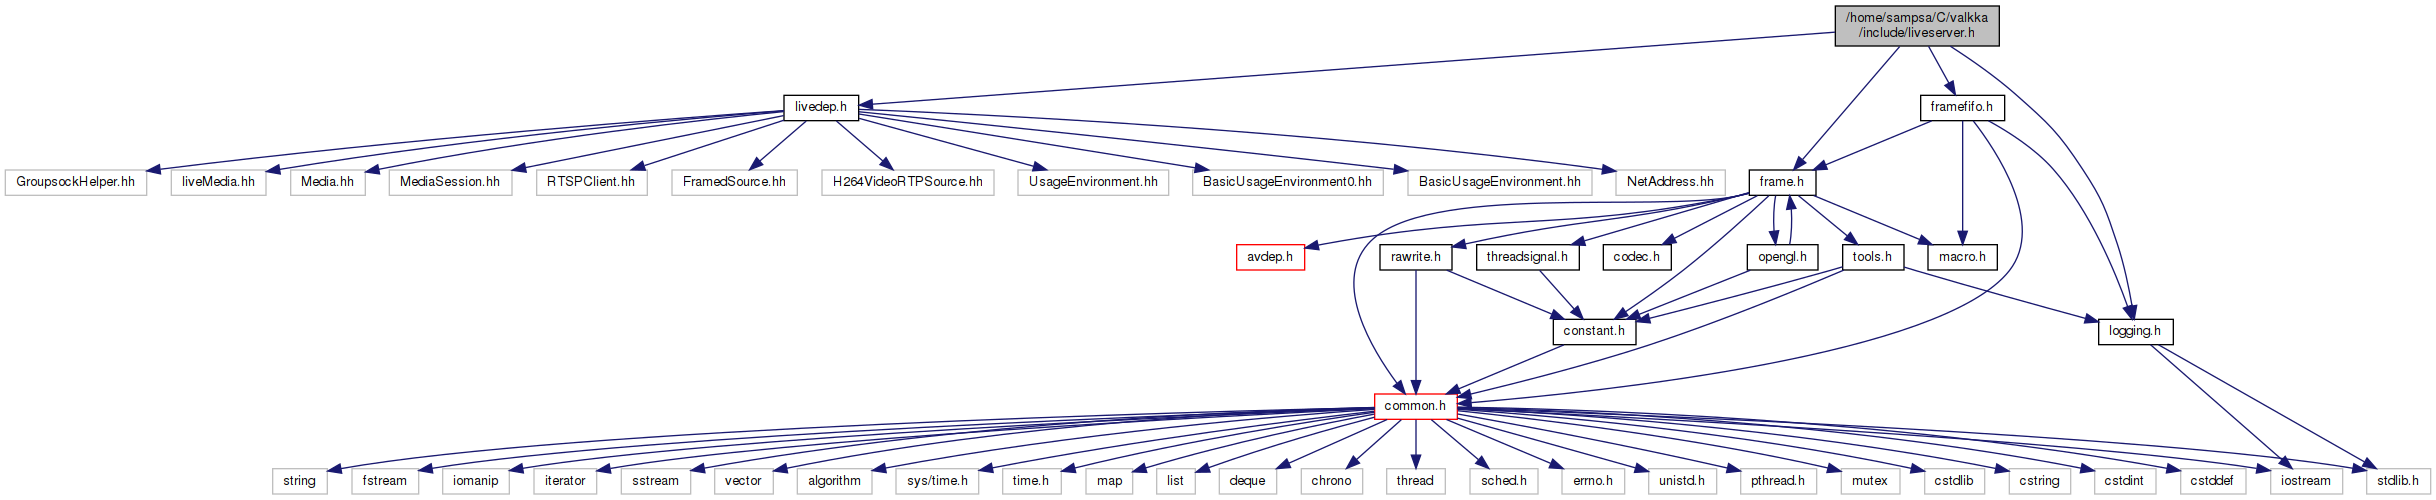 /home/sampsa/C/valkka
/include/liveserver.h
livedep.h
framefifo.h
GroupsockHelper.hh
liveMedia.hh
Media.hh
MediaSession.hh
RTSPClient.hh
FramedSource.hh
H264VideoRTPSource.hh
UsageEnvironment.hh
BasicUsageEnvironment0.hh
BasicUsageEnvironment.hh
NetAddress.hh
frame.h
avdep.h
rawrite.h
threadsignal.h
codec.h
opengl.h
tools.h
macro.h
constant.h
logging.h
common.h
string
fstream
iomanip
iterator
sstream
vector
algorithm
sys/time.h
time.h
map
list
deque
chrono
thread
sched.h
errno.h
unistd.h
pthread.h
mutex
cstdlib
cstring
cstdint
cstddef
iostream
stdlib.h